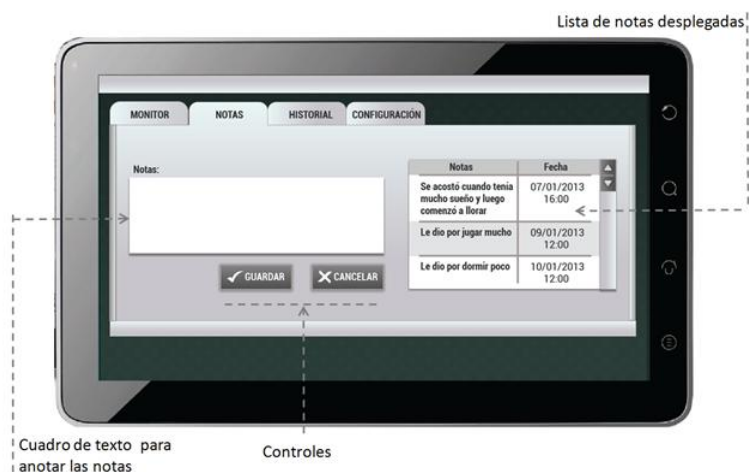 Lista de notas desplegadas
MONITOR NOTAS HISTORIAL CONFIGURACIÓN
Notas:
Notas Fecha
Se acostó cuando tenia
mucho sueño y luego
comenzó a llorar
07/01/2013
16:00
Le dio por jugar mucho
09/01/2013
12:00
Le dio por dormir poco
10/01/2013
12:00
GUARDAR CANCELAR
Cuadro de texto para
anotar las notas
Controles